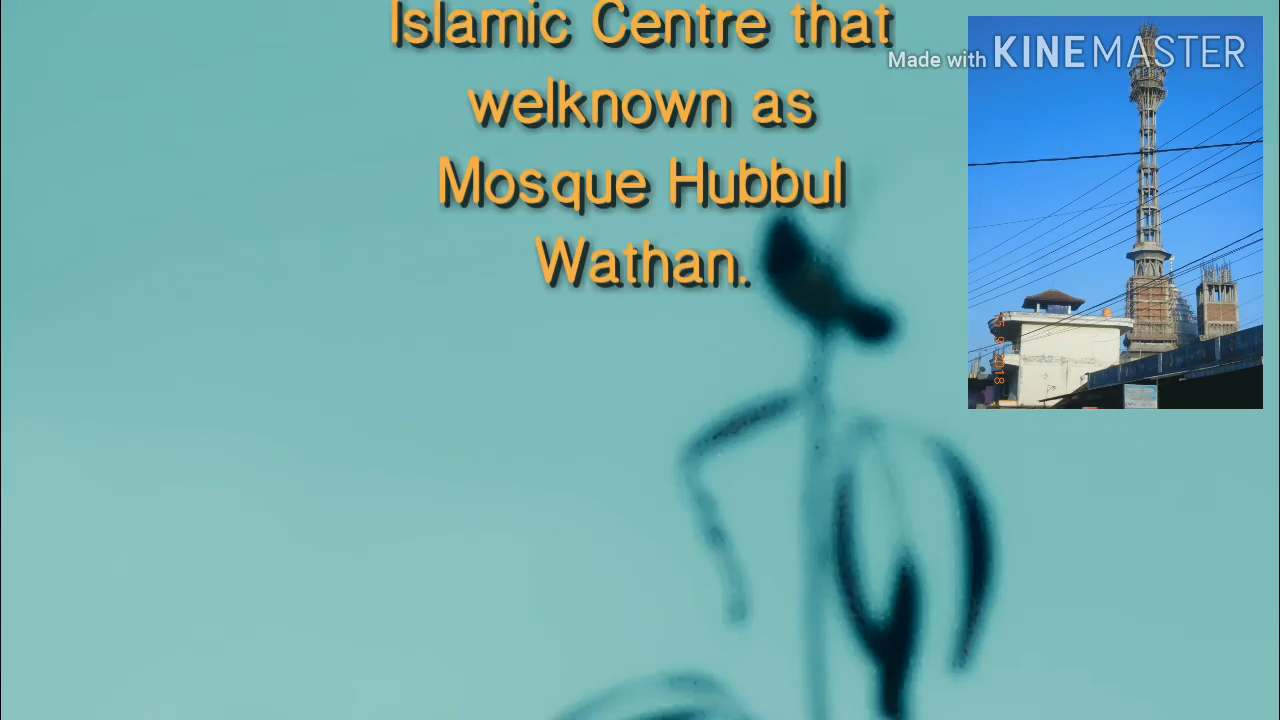 Islamic Centre that
welknown as
Mosque Hubbul
Wathan.
Made with KINEMASTER